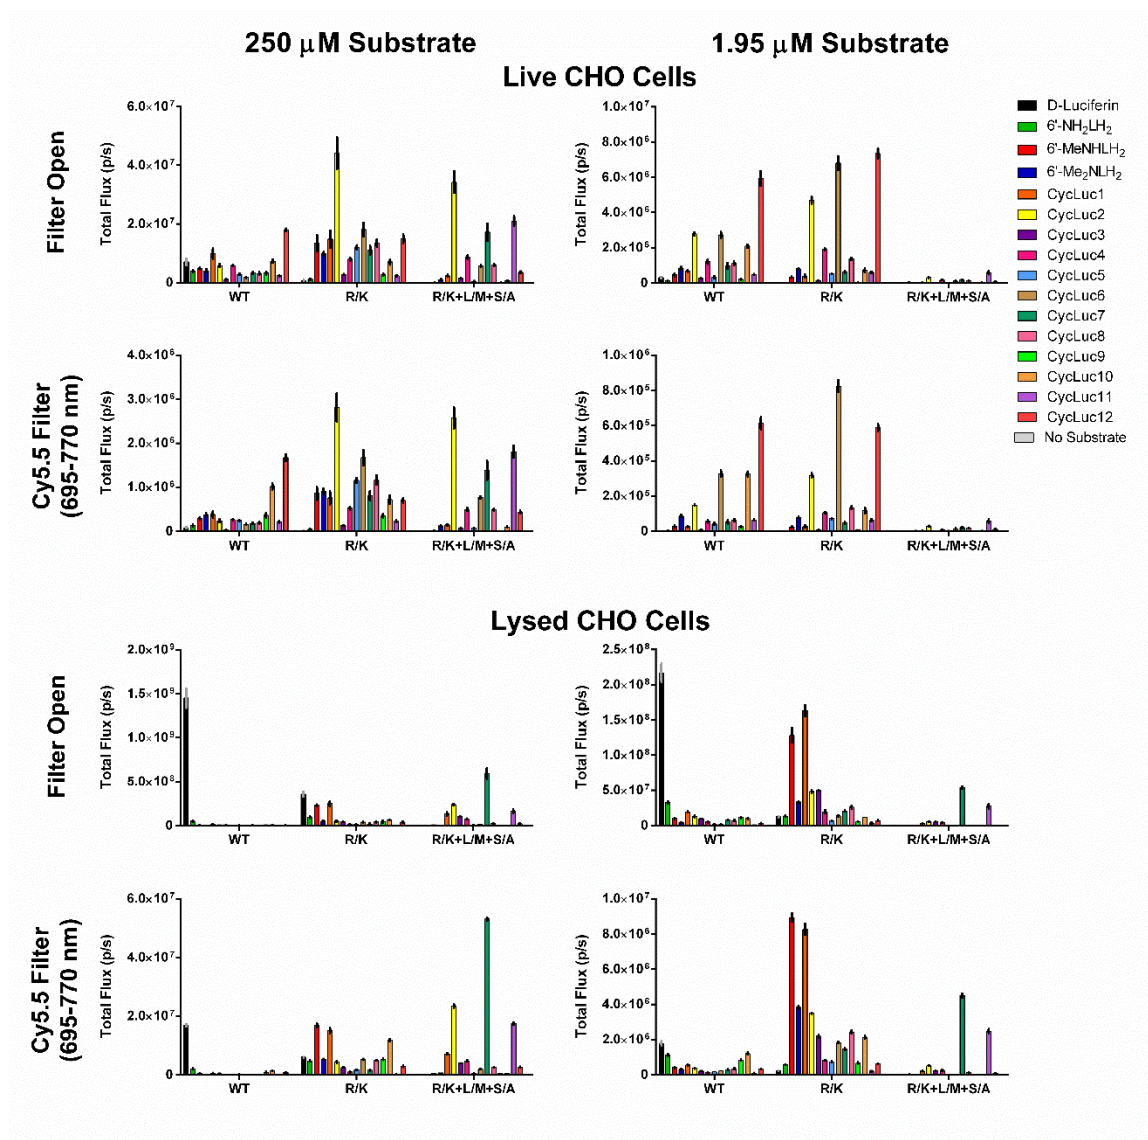 250 μM Substrate
1.95 μM Substrate
Live CHO Cells
Filter Open
Total Flux (p/s)
6.0×10⁷
4.0×10⁷
2.0×10⁷
0
WT
R/K
R/K+L/M+S/A
Total Flux (p/s)
1.0×10⁷
8.0×10⁶
6.0×10⁶
4.0×10⁶
2.0×10⁶
0
WT
R/K
R/K+L/M+S/A
D-Luciferin
6'-NH₂LH₂
6'-MeNHLH₂
6'-Me₂NLH₂
CycLuc1
CycLuc2
CycLuc3
CycLuc4
CycLuc5
CycLuc6
CycLuc7
CycLuc8
CycLuc9
CycLuc10
CycLuc11
CycLuc12
No Substrate
Cy5.5 Filter
(695-770 nm)
Total Flux (p/s)
4.0×10⁶
3.0×10⁶
2.0×10⁶
1.0×10⁶
0
WT
R/K
R/K+L/M+S/A
Total Flux (p/s)
1.0×10⁶
8.0×10⁵
6.0×10⁵
4.0×10⁵
2.0×10⁵
0
WT
R/K
R/K+L/M+S/A
Lysed CHO Cells
Filter Open
Total Flux (p/s)
2.0×10⁹
1.5×10⁹
1.0×10⁹
5.0×10⁸
0
WT
R/K
R/K+L/M+S/A
Total Flux (p/s)
2.5×10⁸
2.0×10⁸
1.5×10⁸
1.0×10⁸
5.0×10⁷
0
WT
R/K
R/K+L/M+S/A
Cy5.5 Filter
(695-770 nm)
Total Flux (p/s)
6.0×10⁷
4.0×10⁷
2.0×10⁷
0
WT
R/K
R/K+L/M+S/A
Total Flux (p/s)
1.0×10⁷
8.0×10⁶
6.0×10⁶
4.0×10⁶
2.0×10⁶
0
WT
R/K
R/K+L/M+S/A